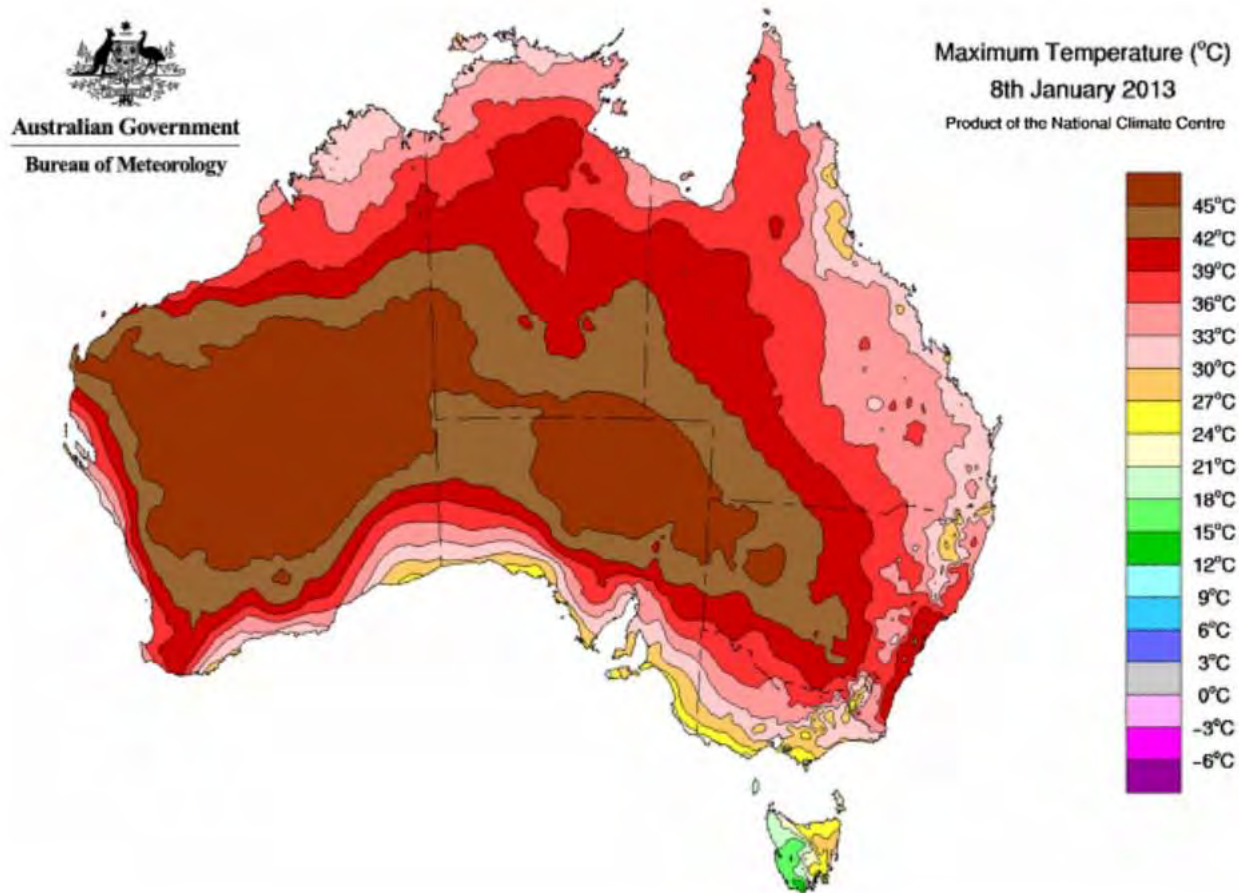 Australian Government
Bureau of Meteorology
Maximum Temperature (°C)
8th January 2013
Product of the National Climate Centre
45°C
42°C
39°C
36°C
33°C
30°C
27°C
24°C
21°C
18°C
15°C
12°C
9°C
6°C
3°C
0°C
-3°C
-6°C